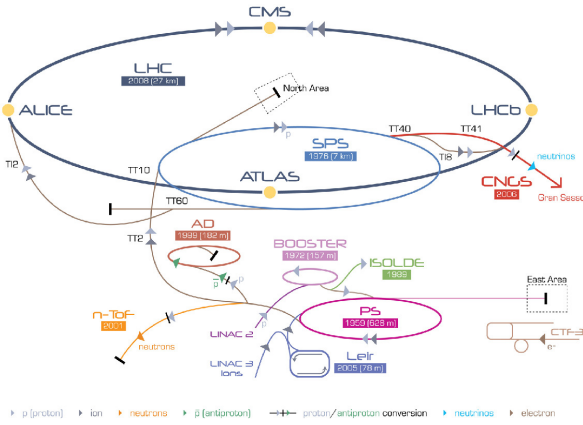 CMS
LHC
2008 (27 km)
North Area
ALICE
LHCb
TT40
TT41
SPS
1976 (7 km)
TI8
neutrinos
TI2
TT10
ATLAS
CNGS
2006
Gran Sasso
TT60
AD
1999 (182 m)
TT2
BOOSTER
1972 (157 m)
ISOLDE
1989
East Area
n-ToF
2001
PS
1959 (628 m)
LINAC 2
neutrons
CTF-3
e-
LINAC 3
ions
Leir
2005 (78 m)
p
p
p
p̅
p (proton)
ion
neutrons
p̅ (antiproton)
proton/antiproton conversion
neutrinos
electron